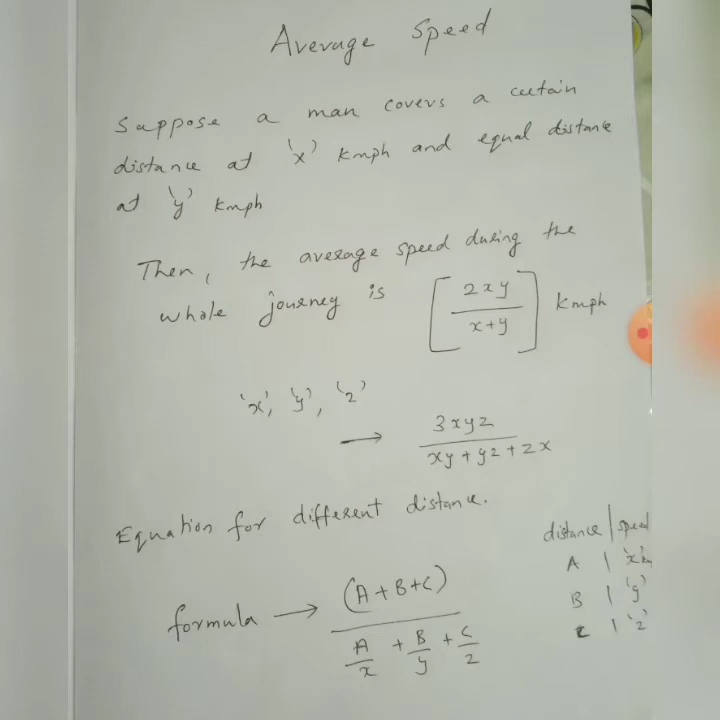 Average Speed
Suppose a man covers a certain
distance at 'x' kmph and equal distance
at 'y' kmph
Then, the average speed during the
whole journey is [2xy / x+y] kmph
'x', 'y', 'z'
→ 3xyz / xy + yz + zx
Equation for different distance.
distance | speed
A | 'x' km
B | 'y'
C | 'z'
formula → (A+B+C) / A/x + B/y + C/z